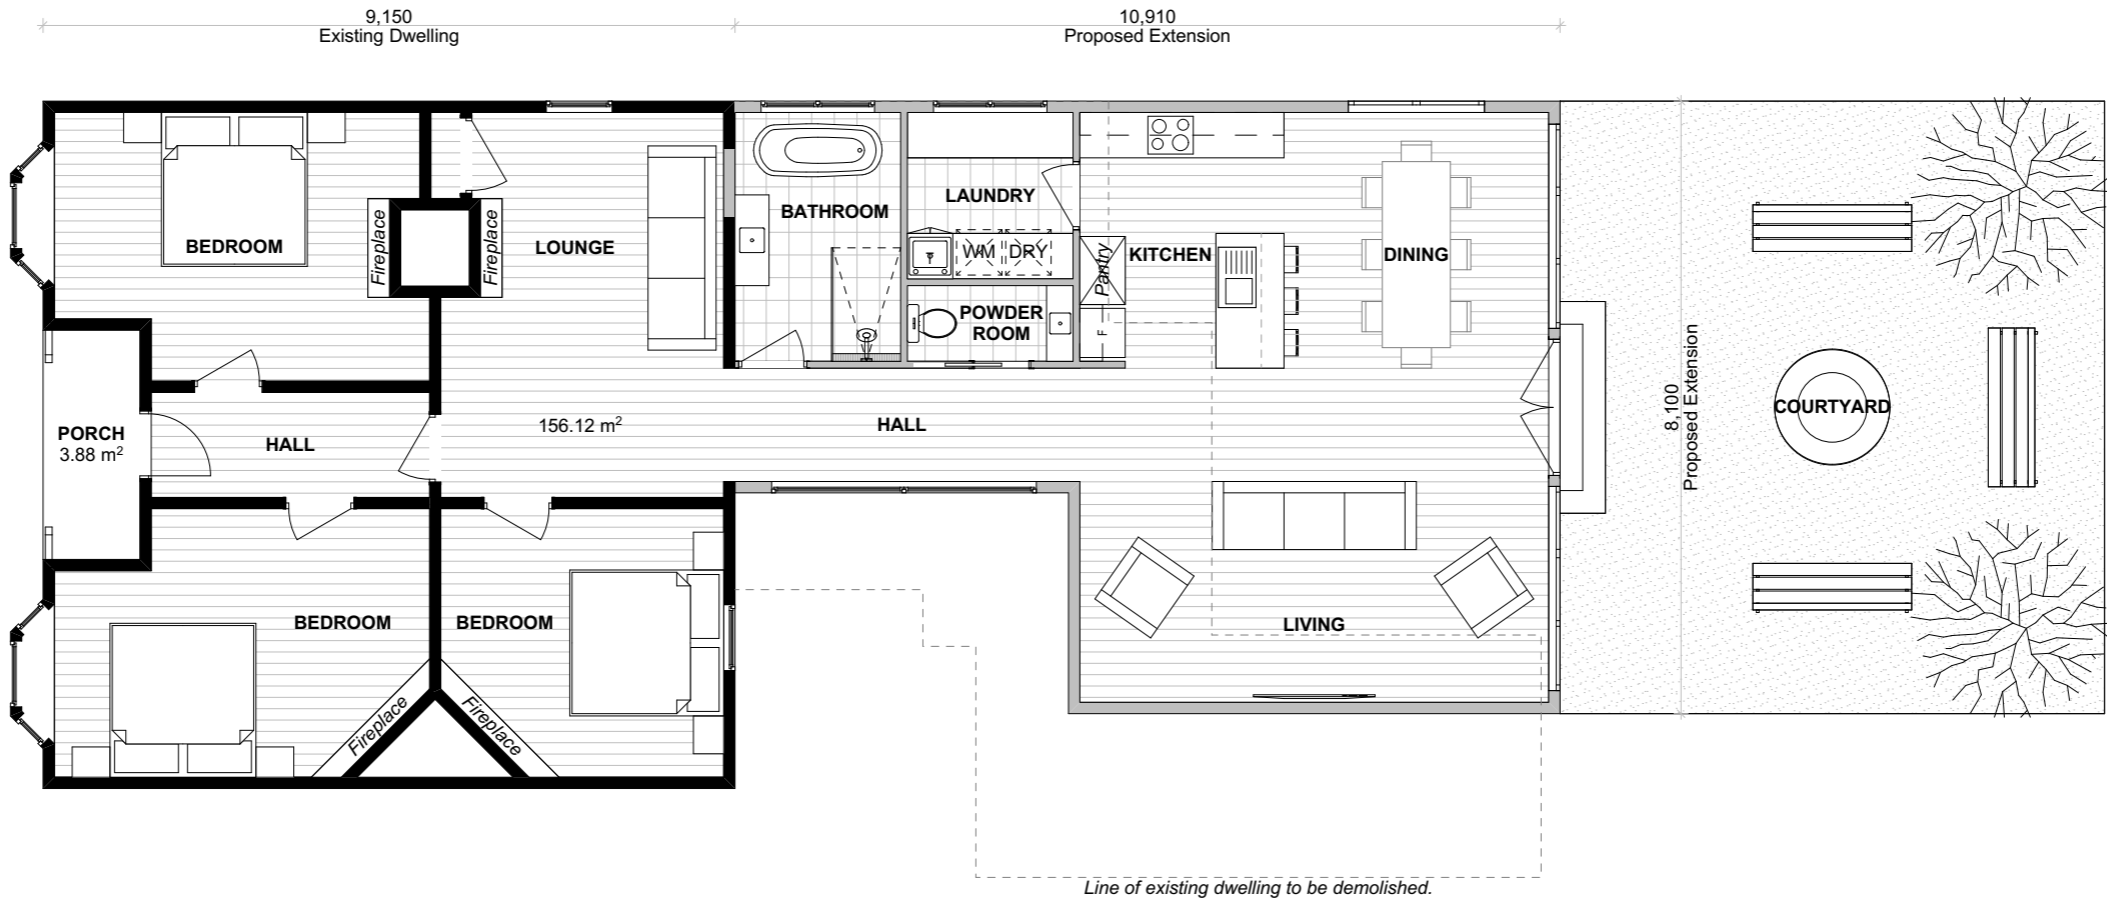 9,150
Existing Dwelling
10,910
Proposed Extension
BEDROOM
Fireplace
Fireplace
LOUNGE
BATHROOM
LAUNDRY
WM
DRY
POWDER
ROOM
Pantry
F
KITCHEN
DINING
PORCH
3.88 m²
HALL
156.12 m²
HALL
8,100
Proposed Extension
COURTYARD
BEDROOM
Fireplace
BEDROOM
Fireplace
LIVING
Line of existing dwelling to be demolished.